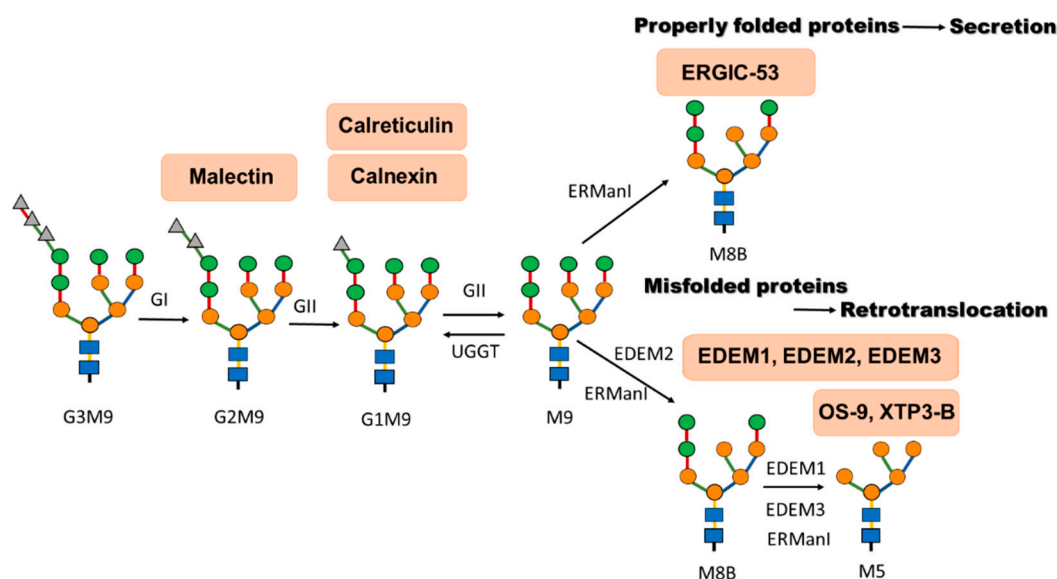 Properly folded proteins Secretion
ERGIC-53
Calreticulin
Malectin
Calnexin
ERManI
M8B
GI
GII
GII
UGGT
Misfolded proteins
Retrotranslocation
EDEM2
EDEM1, EDEM2, EDEM3
ERManI
OS-9, XTP3-B
G3M9
G2M9
G1M9
M9
EDEM1
EDEM3
ERManI
M8B
M5